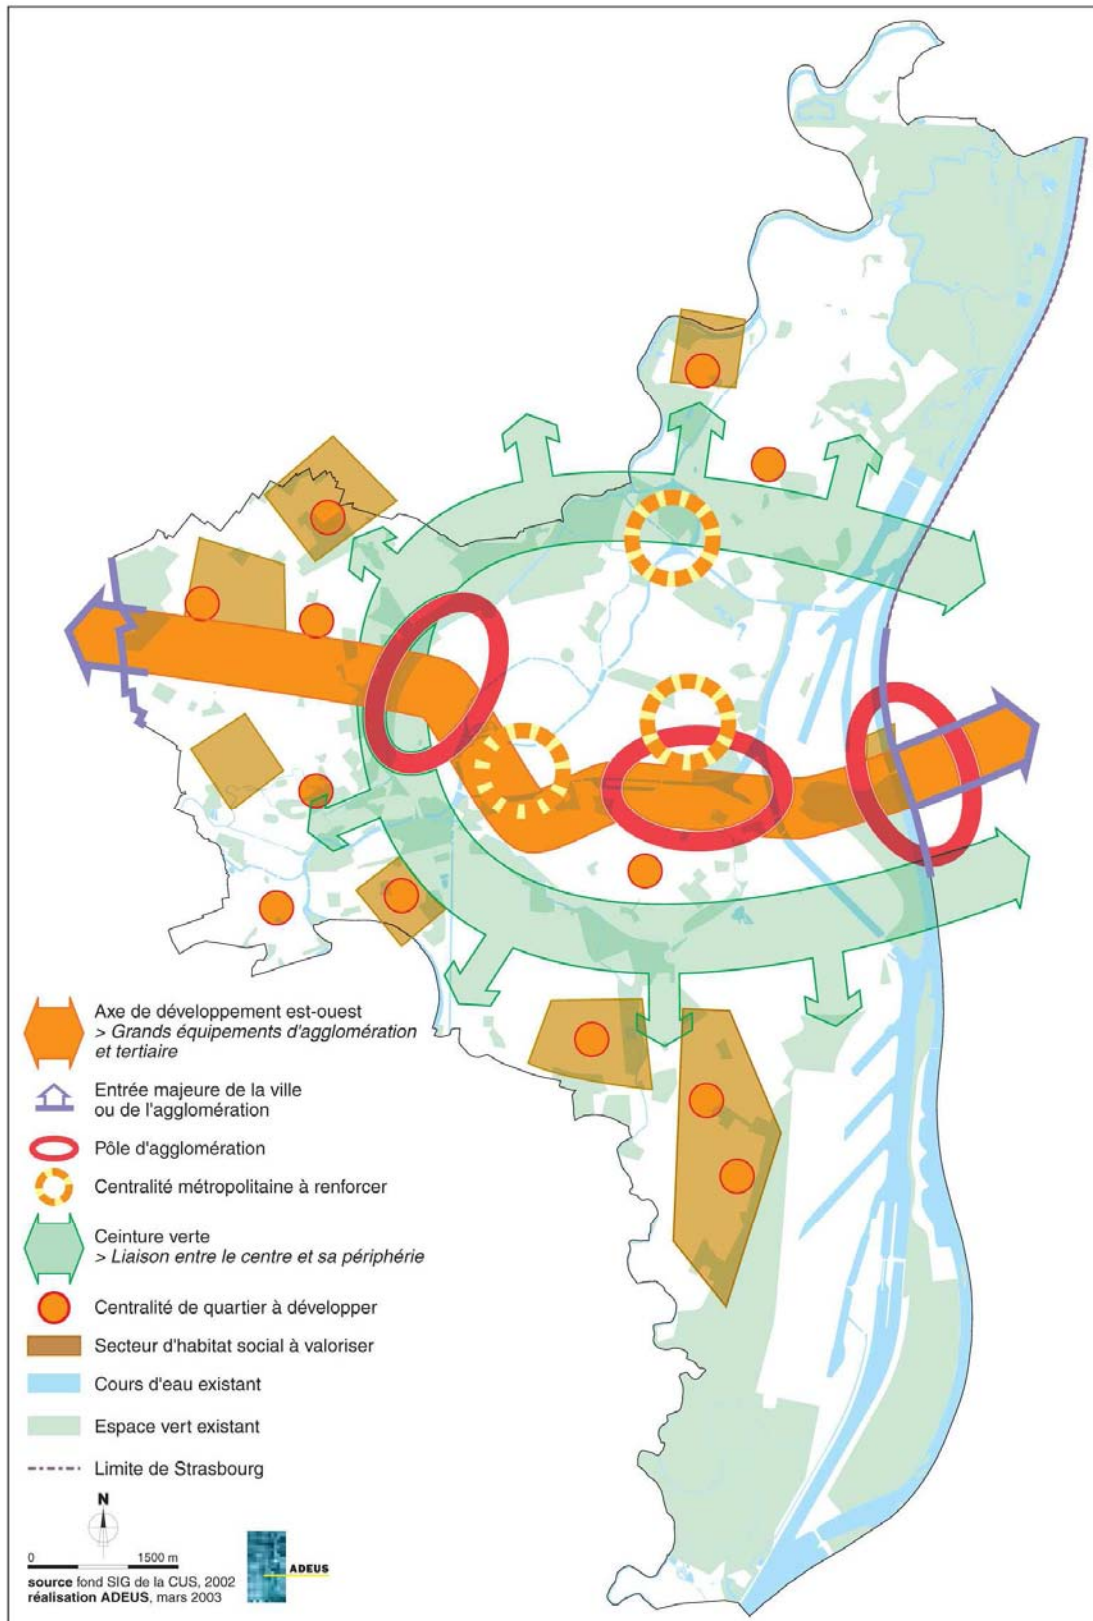 Axe de développement est-ouest
> Grands équipements d'agglomération
et tertiaire
Entrée majeure de la ville
ou de l'agglomération
Pôle d'agglomération
Centralité métropolitaine à renforcer
Ceinture verte
> Liaison entre le centre et sa périphérie
Centralité de quartier à développer
Secteur d'habitat social à valoriser
Cours d'eau existant
Espace vert existant
Limite de Strasbourg
N
0 1500 m
source fond SIG de la CUS, 2002
réalisation ADEUS, mars 2003
ADEUS